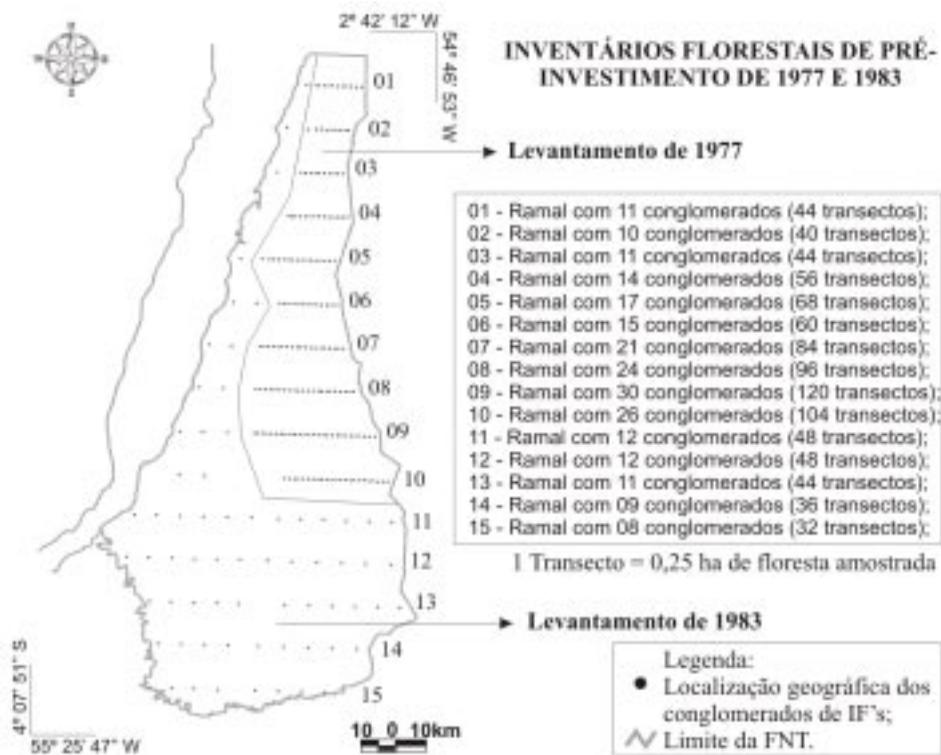 2º 42' 12" W
54º 46' 53" W
INVENTÁRIOS FLORESTAIS DE PRÉ-
INVESTIMENTO DE 1977 E 1983
01
02
03
04
05
06
07
08
09
10
11
12
13
14
15
Levantamento de 1977
01 - Ramal com 11 conglomerados (44 transectos);
02 - Ramal com 10 conglomerados (40 transectos);
03 - Ramal com 11 conglomerados (44 transectos);
04 - Ramal com 14 conglomerados (56 transectos);
05 - Ramal com 17 conglomerados (68 transectos);
06 - Ramal com 15 conglomerados (60 transectos);
07 - Ramal com 21 conglomerados (84 transectos);
08 - Ramal com 24 conglomerados (96 transectos);
09 - Ramal com 30 conglomerados (120 transectos);
10 - Ramal com 26 conglomerados (104 transectos);
11 - Ramal com 12 conglomerados (48 transectos);
12 - Ramal com 12 conglomerados (48 transectos);
13 - Ramal com 11 conglomerados (44 transectos);
14 - Ramal com 09 conglomerados (36 transectos);
15 - Ramal com 08 conglomerados (32 transectos);
1 Transecto = 0,25 ha de floresta amostrada
Levantamento de 1983
4º 07' 51" S
55º 25' 47" W
10 0 10km
Legenda:
Localização geográfica dos
conglomerados de IF's;
Limite da FNT.